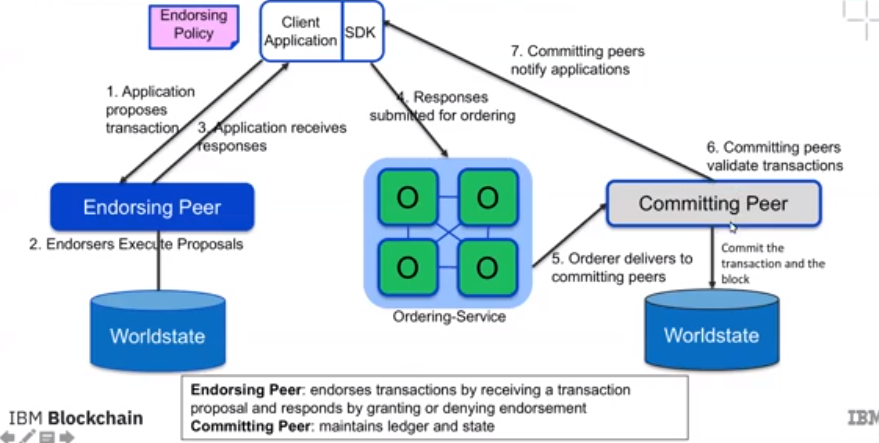 Endorsing
Policy
Client
Application
SDK
7. Committing peers
notify applications
1. Application
proposes
transaction
3. Application receives
responses
4. Responses
submitted for ordering
6. Committing peers
validate transactions
Endorsing Peer
O
O
O
O
Committing Peer
2. Endorsers Execute Proposals
5. Orderer delivers to
committing peers
Commit the
transaction and the
block
Ordering-Service
Worldstate
Worldstate
Endorsing Peer: endorses transactions by receiving a transaction
proposal and responds by granting or denying endorsement
Committing Peer: maintains ledger and state
IBM Blockchain
IBM